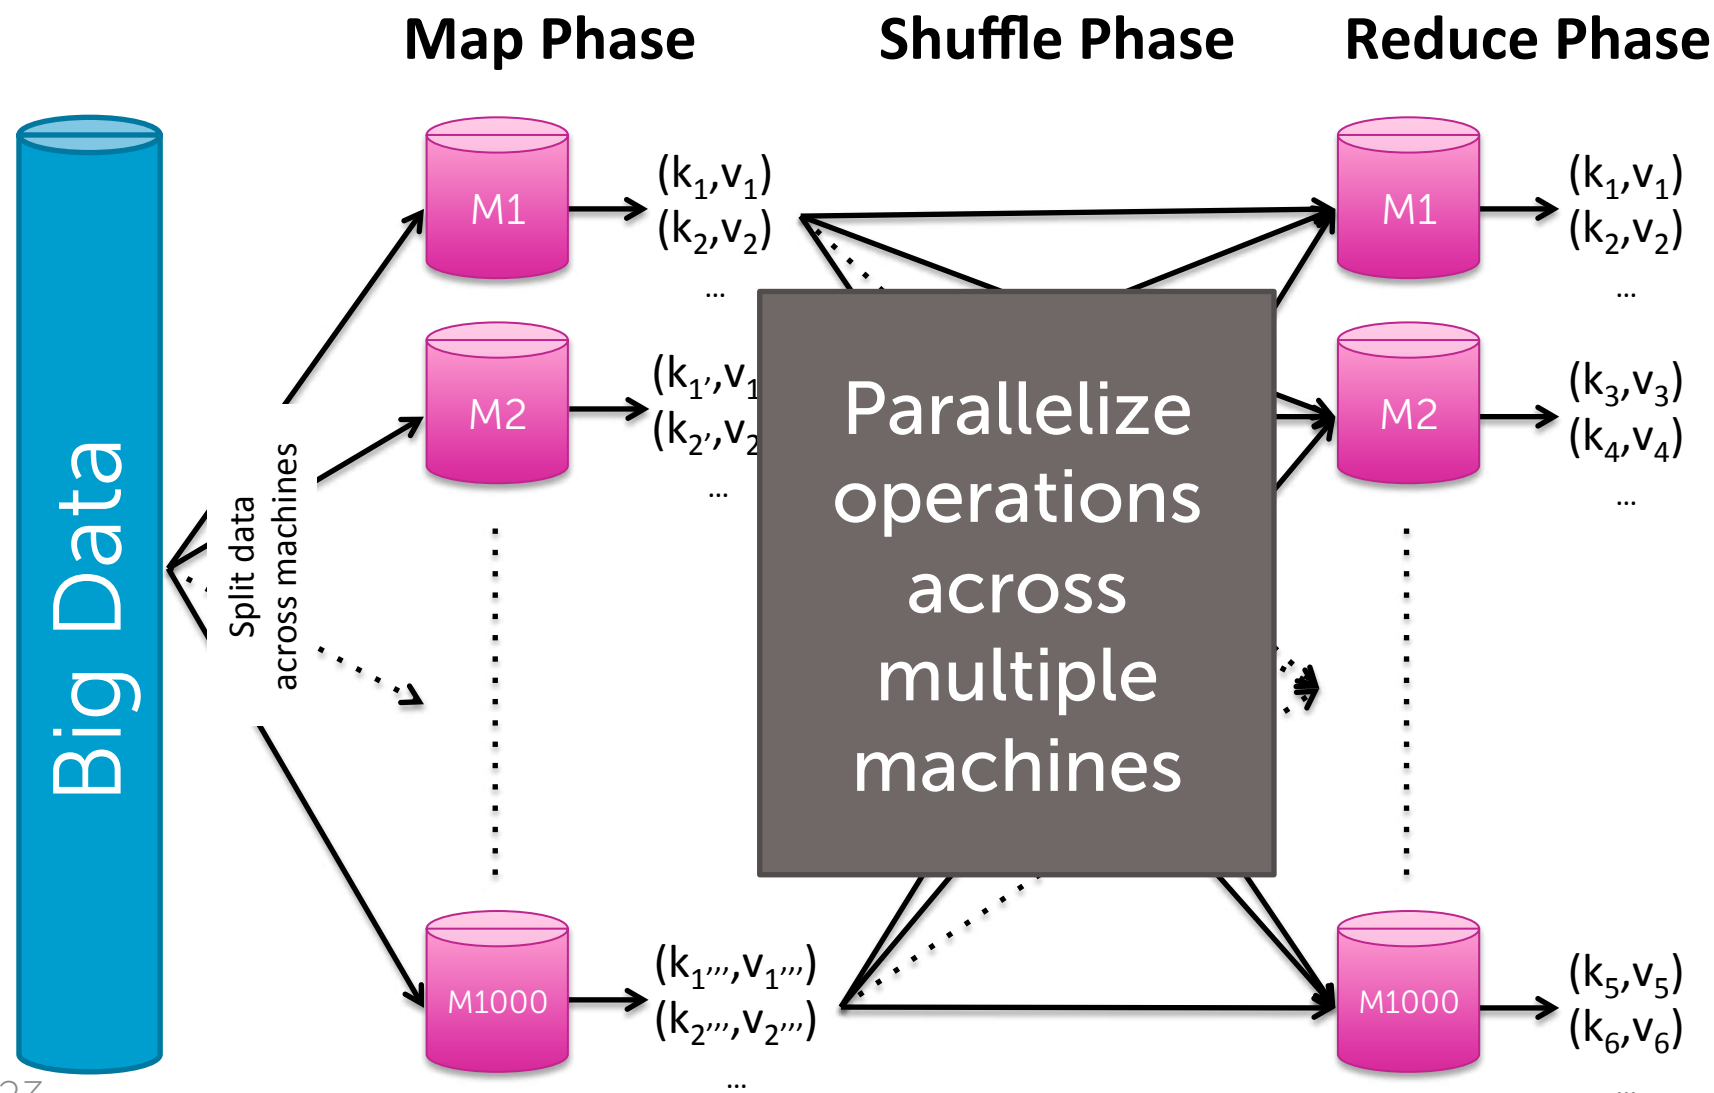 Map Phase
Shuffle Phase
Reduce Phase
Big Data
Split data
across machines
M1
(k₁,v₁)
(k₂,v₂)
...
M2
(k₁’,v₁
(k₂’,v₂
...
M1000
(k₁’’’,v₁’’’)
(k₂’’’,v₂’’’)
...
Parallelize
operations
across
multiple
machines
M1
(k₁,v₁)
(k₂,v₂)
...
M2
(k₃,v₃)
(k₄,v₄)
...
M1000
(k₅,v₅)
(k₆,v₆)
...